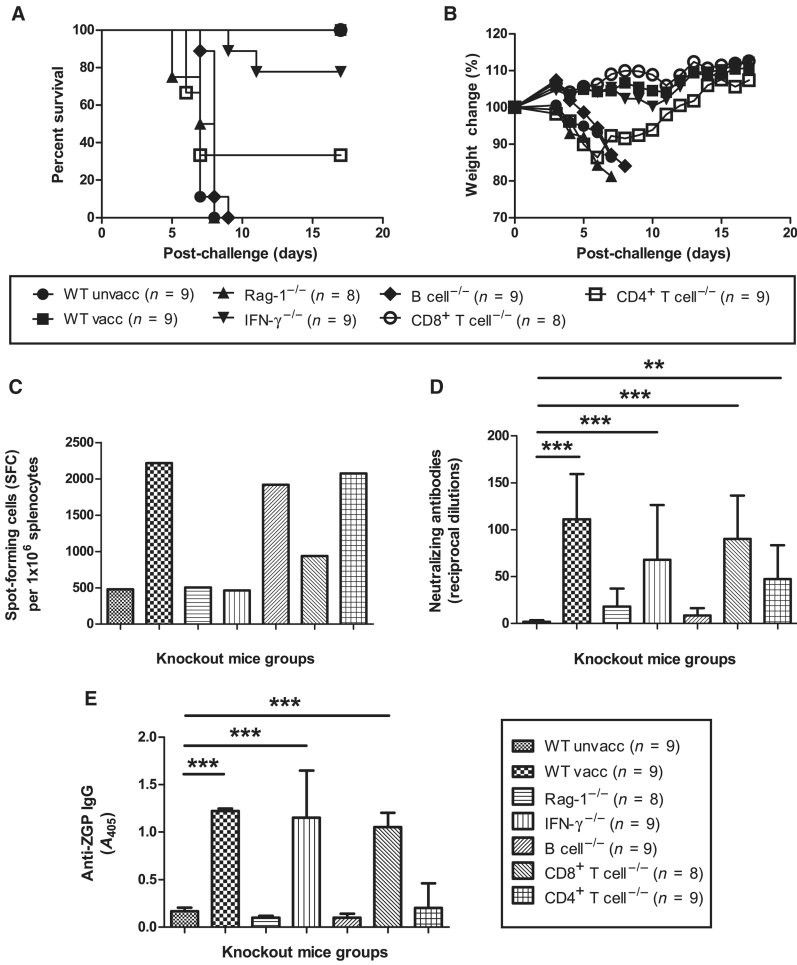 A
B
Percent survival
100
80
60
40
20
0
0 5 10 15 20
Post-challenge (days)
Weight change (%)
120
110
100
90
80
70
0 5 10 15 20
Post-challenge (days)
WT unvacc (n = 9)
Rag-1−/− (n = 8)
B cell−/− (n = 9)
CD4+ T cell−/− (n = 9)
WT vacc (n = 9)
IFN-γ−/− (n = 9)
CD8+ T cell−/− (n = 8)
C
Spot-forming cells (SFC)
per 1x10⁶ splenocytes
2500
2000
1500
1000
500
0
Knockout mice groups
D
Neutralizing antibodies
(reciprocal dilutions)
**
***
***
***
200
150
100
50
0
Knockout mice groups
E
Anti-ZGP IgG
(A₄₀₅)
***
***
***
2.0
1.5
1.0
0.5
0.0
Knockout mice groups
WT unvacc (n = 9)
WT vacc (n = 9)
Rag-1−/− (n = 8)
IFN-γ−/− (n = 9)
B cell−/− (n = 9)
CD8+ T cell−/− (n = 8)
CD4+ T cell−/− (n = 9)